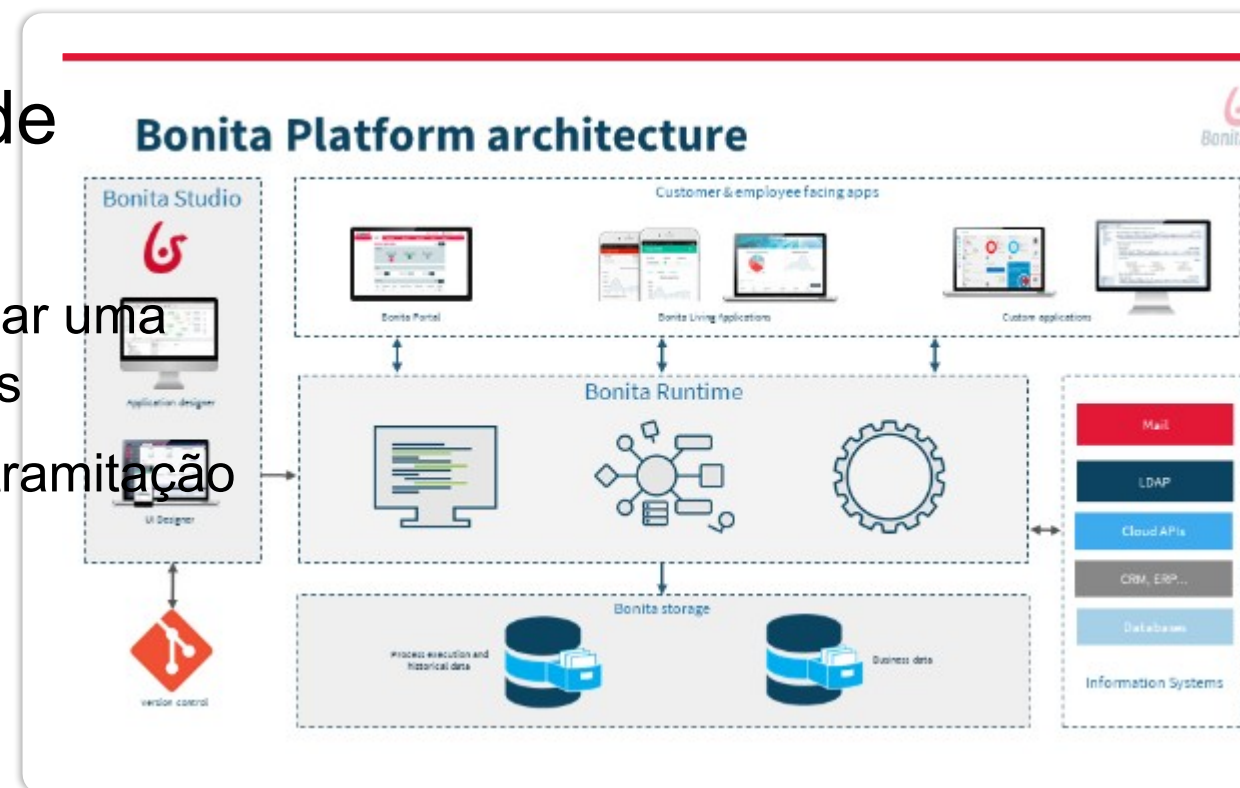 de
Bonita Platform architecture
Bonita Studio
Customer & employee facing apps
ar uma
s
Application designer
ramitação
UI Designer
version control
Bonita Portal
Bonita Living Applications
Custom applications
Bonita Runtime
Bonita storage
Process execution and
historical data
Business data
Mail
LDAP
Cloud APIs
CRM, ERP...
Databases
Information Systems